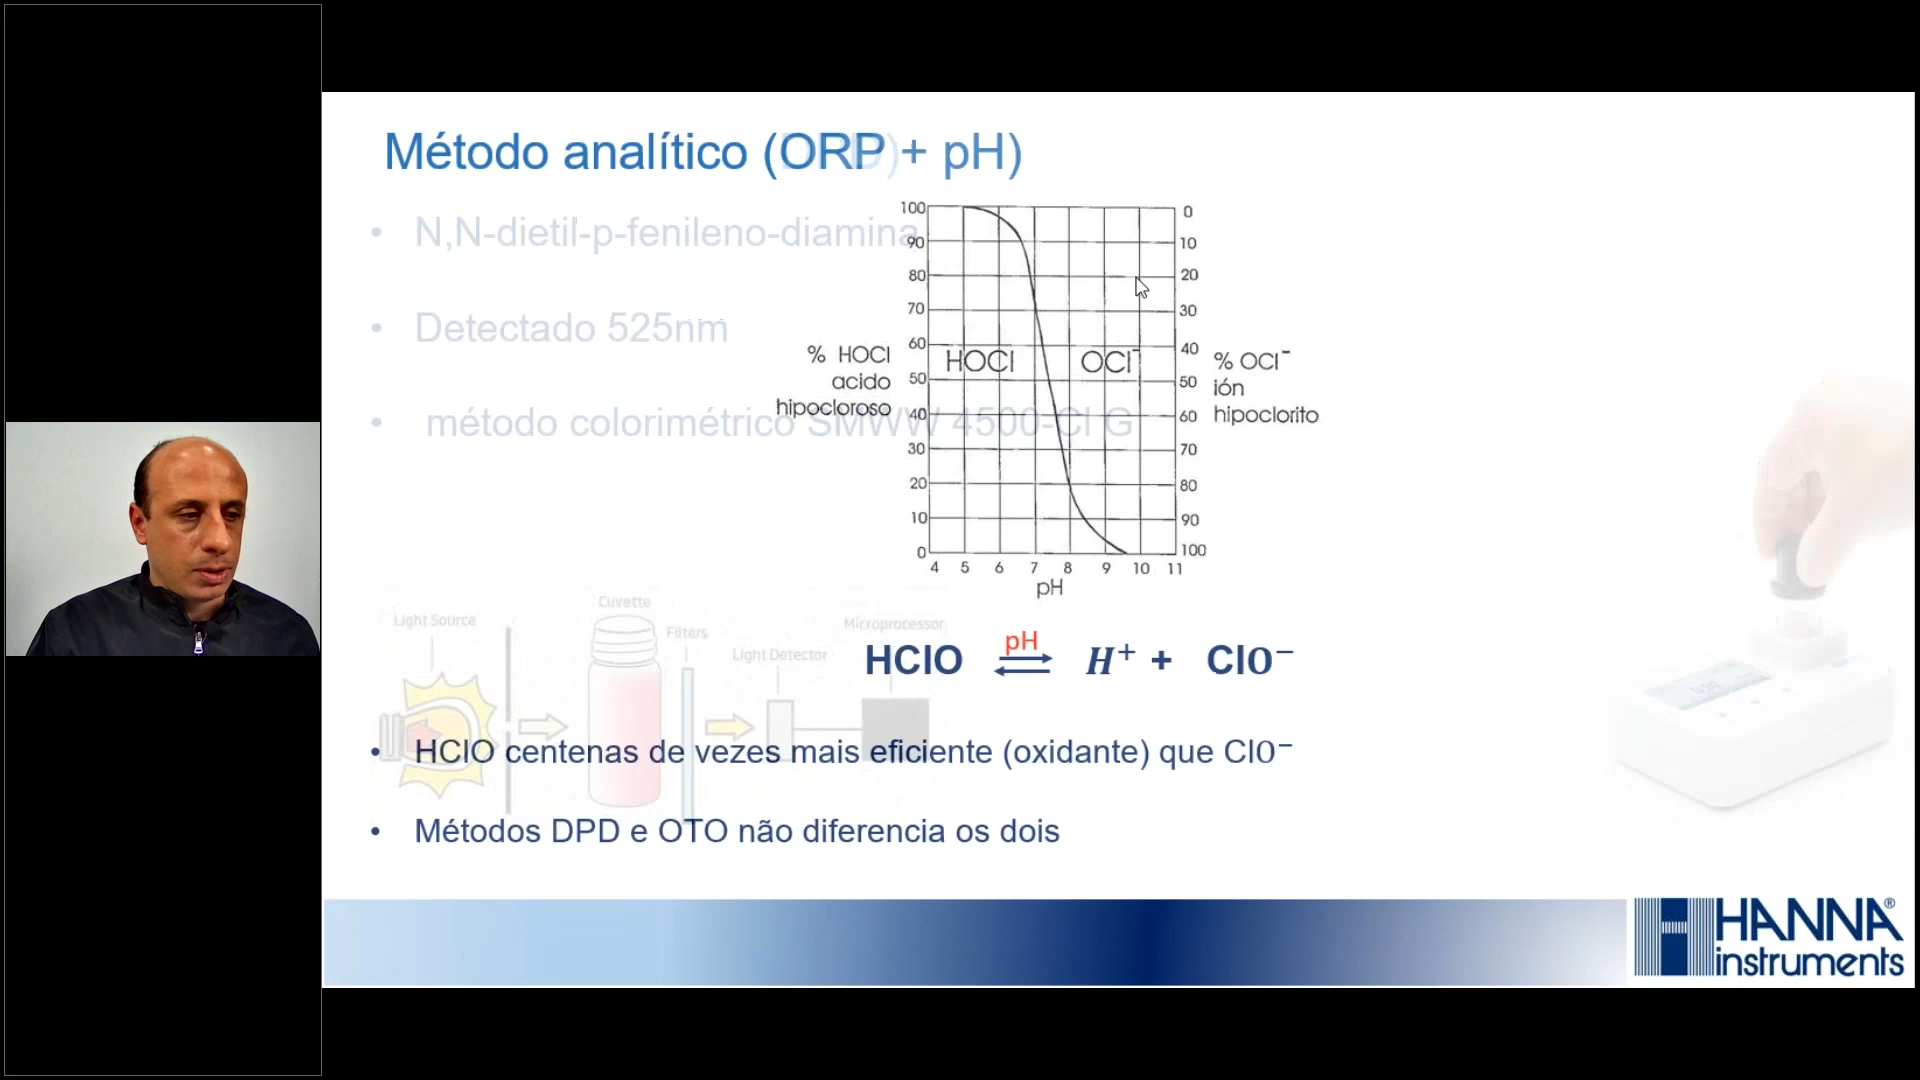 Método analítico (ORP + pH)
N,N-dietil-p-fenileno-diamina
Detectado 525nm
método colorimétrico SMWW 4500-Cl G
100
90
80
70
60
50
40
30
20
10
0
0
10
20
30
40
50
60
70
80
90
100
% HOCl
acido
hipocloroso
HOCl
OCl⁻
% OCl⁻
ión
hipoclorito
4 5 6 7 8 9 10 11
pH
Light Source
Cuvette
Filters
Light Detector
Microprocessor
pH
HClO ⇌ H⁺ + ClO⁻
• HClO centenas de vezes mais eficiente (oxidante) que ClO⁻
• Métodos DPD e OTO não diferencia os dois
HANNA®
instruments